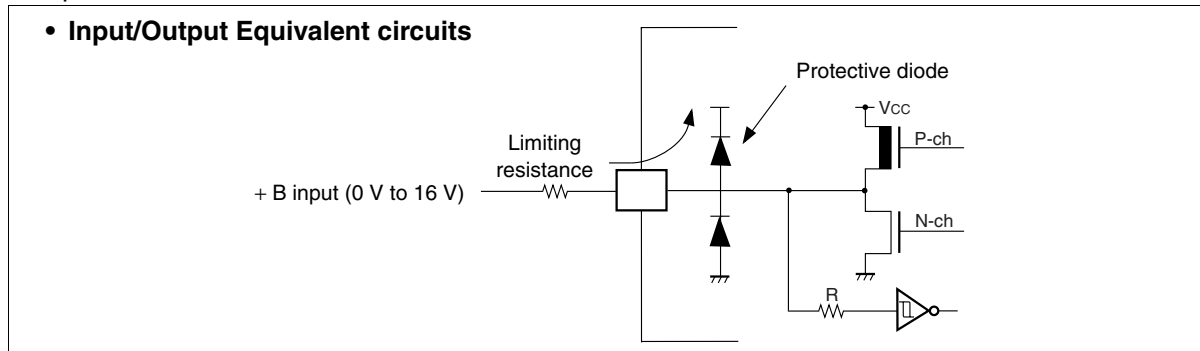 • Input/Output Equivalent circuits
Protective diode
VCC
P-ch
Limiting
resistance
+ B input (0 V to 16 V)
N-ch
R